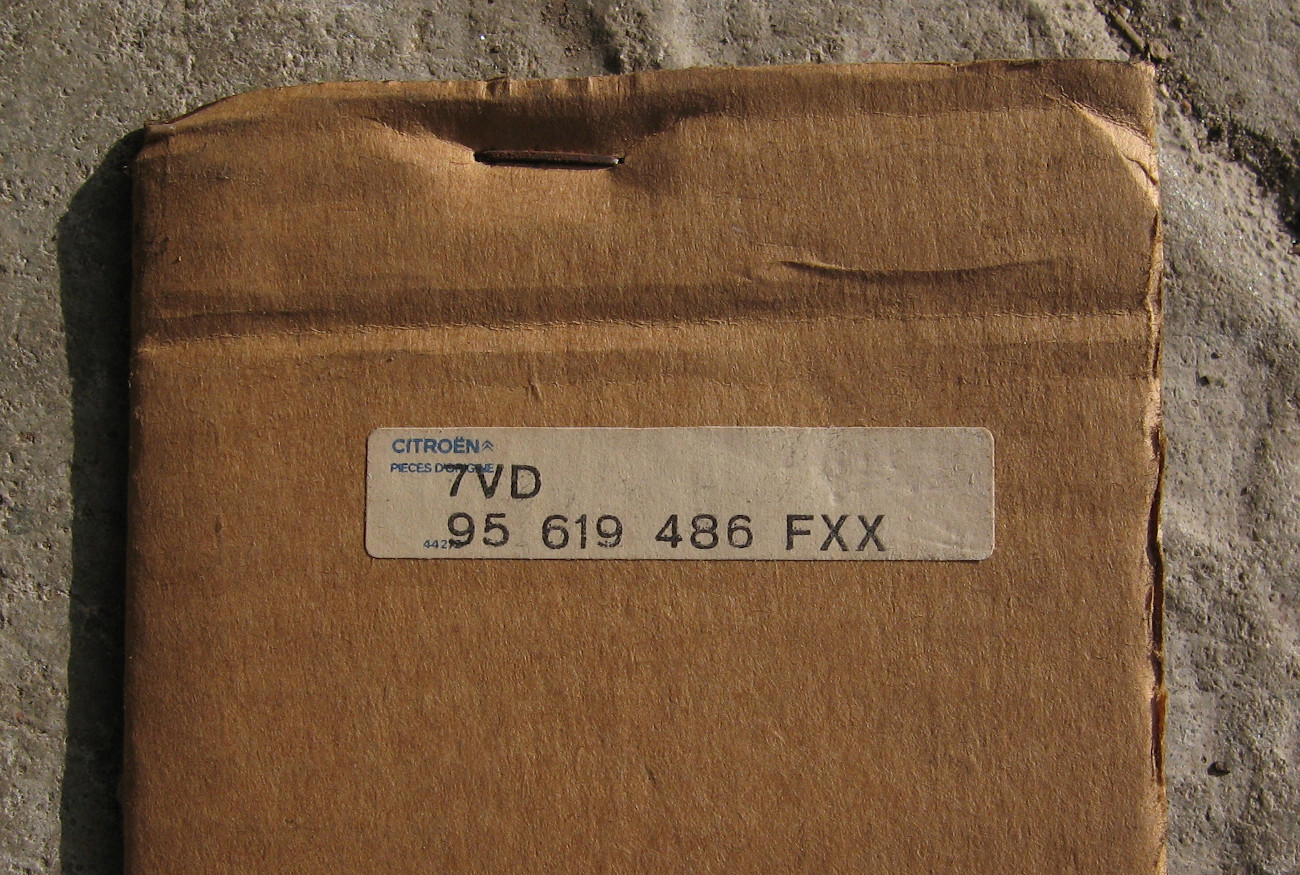 CITROËN
PIECES D'ORIGINE
7VD
95 619 486 FXX